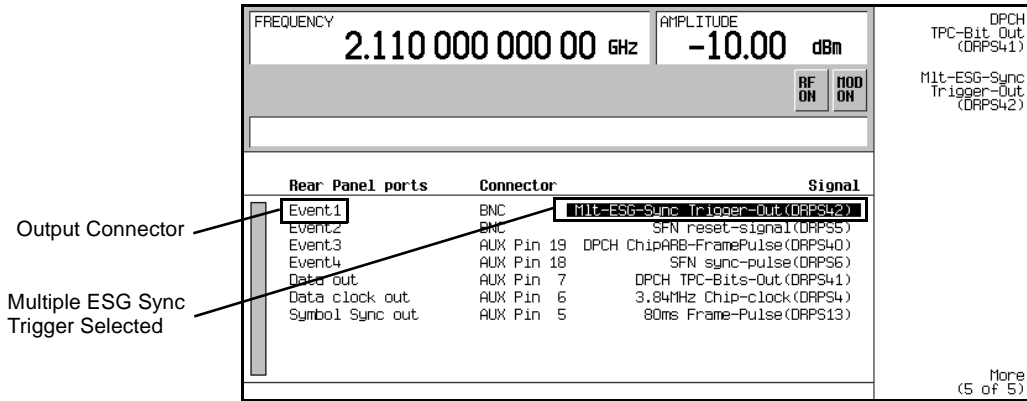 FREQUENCY
2.110 000 000 00 GHz
AMPLITUDE
-10.00 dBm
RF ON
MOD ON
DPCH
TPC-Bit Out
(DRPS41)
Mlt-ESG-Sync
Trigger-Out
(DRPS42)
Rear Panel ports Connector Signal
Event1 BNC Mlt-ESG-Sync Trigger-Out(DRPS42)
Event2 BNC SFN reset-signal(DRPS5)
Event3 AUX Pin 19 DPCH ChipARB-FramePulse(DRPS40)
Event4 AUX Pin 18 SFN sync-pulse(DRPS6)
Data out AUX Pin 7 DPCH TPC-Bits-Out(DRPS41)
Data clock out AUX Pin 6 3.84MHz Chip-clock(DRPS4)
Symbol Sync out AUX Pin 5 80ms Frame-Pulse(DRPS13)
Output Connector
Multiple ESG Sync
Trigger Selected
More
(5 of 5)